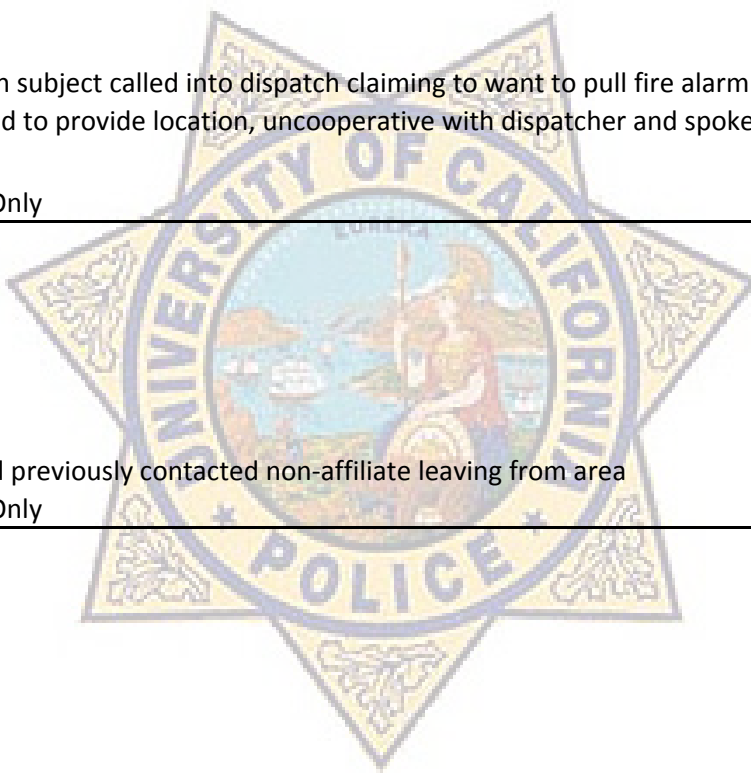 n subject called into dispatch claiming to want to pull fire alarm
d to provide location, uncooperative with dispatcher and spoke
Only
UNIVERSITY OF CALIFORNIA
EUREKA
l previously contacted non-affiliate leaving from area
Only
POLICE